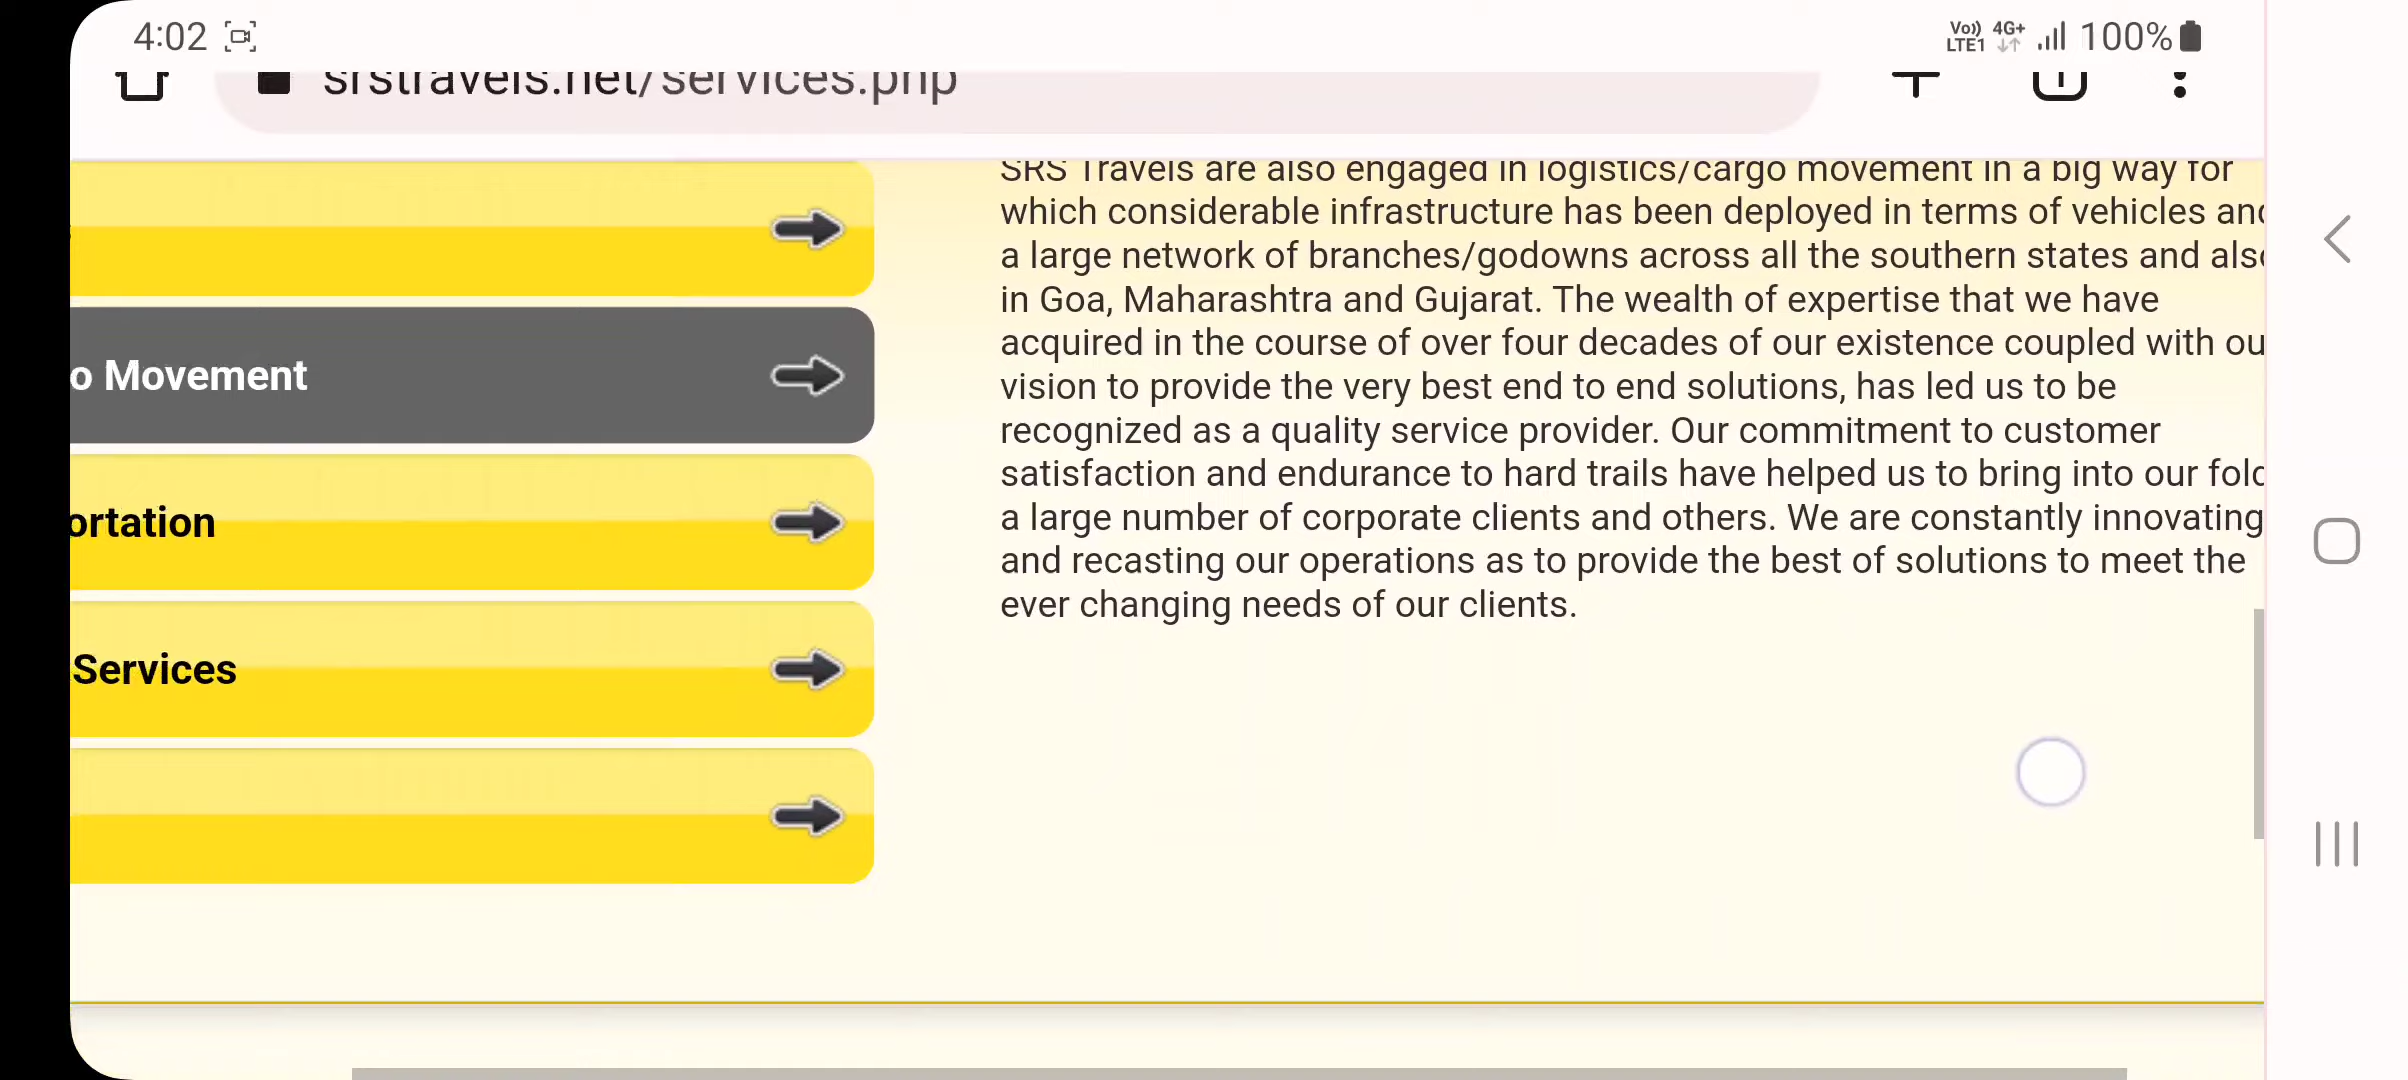 4:02
Vo)) LTE1 4G+ 100%
srstravels.net/services.php
SRS Travels are also engaged in logistics/cargo movement in a big way for
which considerable infrastructure has been deployed in terms of vehicles and
a large network of branches/godowns across all the southern states and also
in Goa, Maharashtra and Gujarat. The wealth of expertise that we have
acquired in the course of over four decades of our existence coupled with ou
vision to provide the very best end to end solutions, has led us to be
recognized as a quality service provider. Our commitment to customer
satisfaction and endurance to hard trails have helped us to bring into our fold
a large number of corporate clients and others. We are constantly innovating
and recasting our operations as to provide the best of solutions to meet the
ever changing needs of our clients.
o Movement
ortation
Services